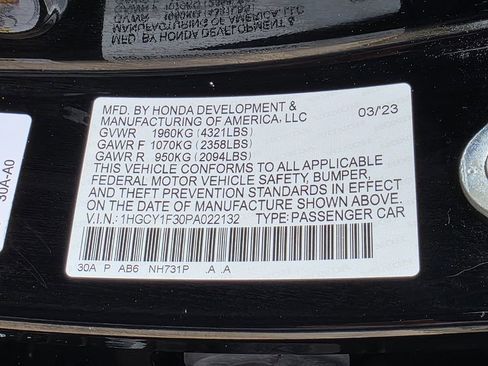 MFD. BY HONDA DEVELOPMENT &
MANUFACTURING OF AMERICA, LLC 03/23
GVWR 1960KG (4321LBS)
GAWR F 1070KG (2358LBS)
GAWR R 950KG (2094LBS)
THIS VEHICLE CONFORMS TO ALL APPLICABLE
FEDERAL MOTOR VEHICLE SAFETY, BUMPER,
AND THEFT PREVENTION STANDARDS IN EFFECT
ON THE DATE OF MANUFACTURE SHOWN ABOVE.
V.I.N.: 1HGCY1F30PA022132 TYPE: PASSENGER CAR
30A P AB6 NH731P .A .A
30A-A0